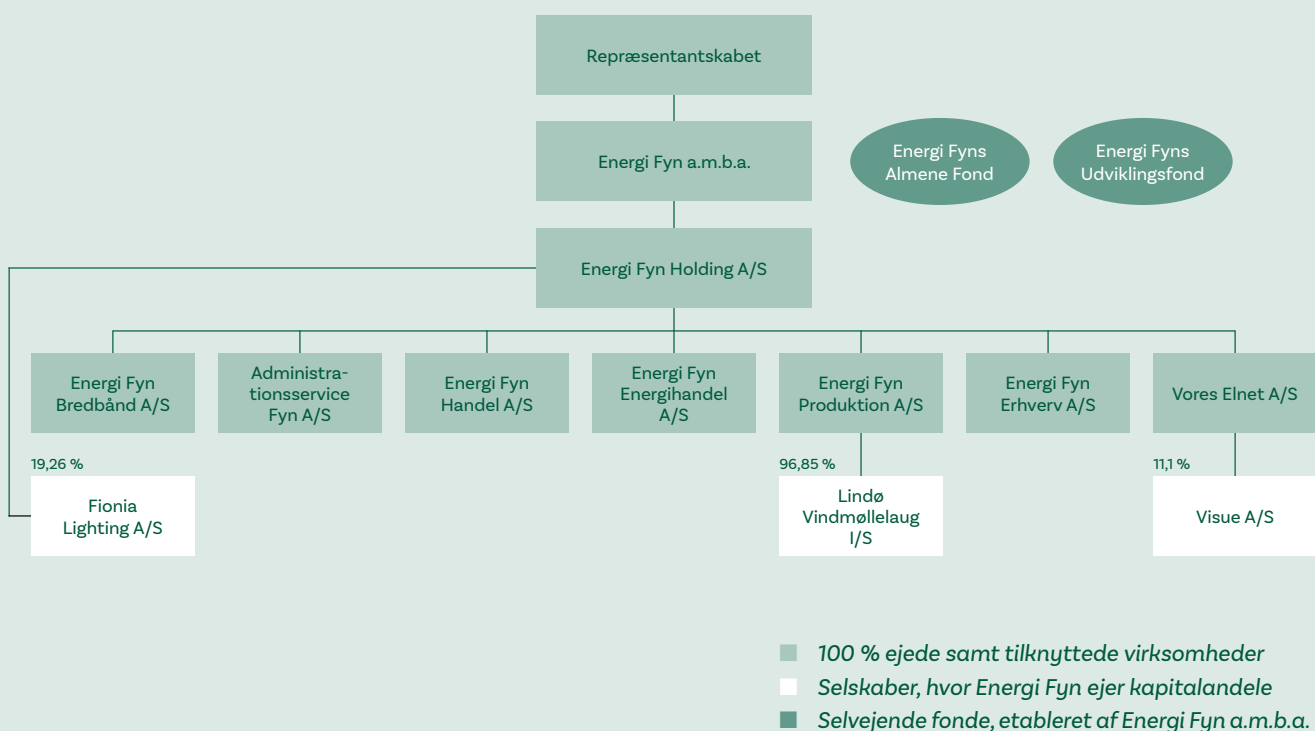 Repræsentantskabet
Energi Fyn a.m.b.a.
Energi Fyns
Almene Fond
Energi Fyns
Udviklingsfond
Energi Fyn Holding A/S
Energi Fyn
Bredbånd A/S
Administra-
tionsservice
Fyn A/S
Energi Fyn
Handel A/S
Energi Fyn
Energihandel
A/S
Energi Fyn
Produktion A/S
Energi Fyn
Erhverv A/S
Vores Elnet A/S
19,26 %
Fionia
Lighting A/S
96,85 %
Lindø
Vindmøllelaug
I/S
11,1 %
Visue A/S
100 % ejede samt tilknyttede virksomheder
Selskaber, hvor Energi Fyn ejer kapitalandele
Selvejende fonde, etableret af Energi Fyn a.m.b.a.